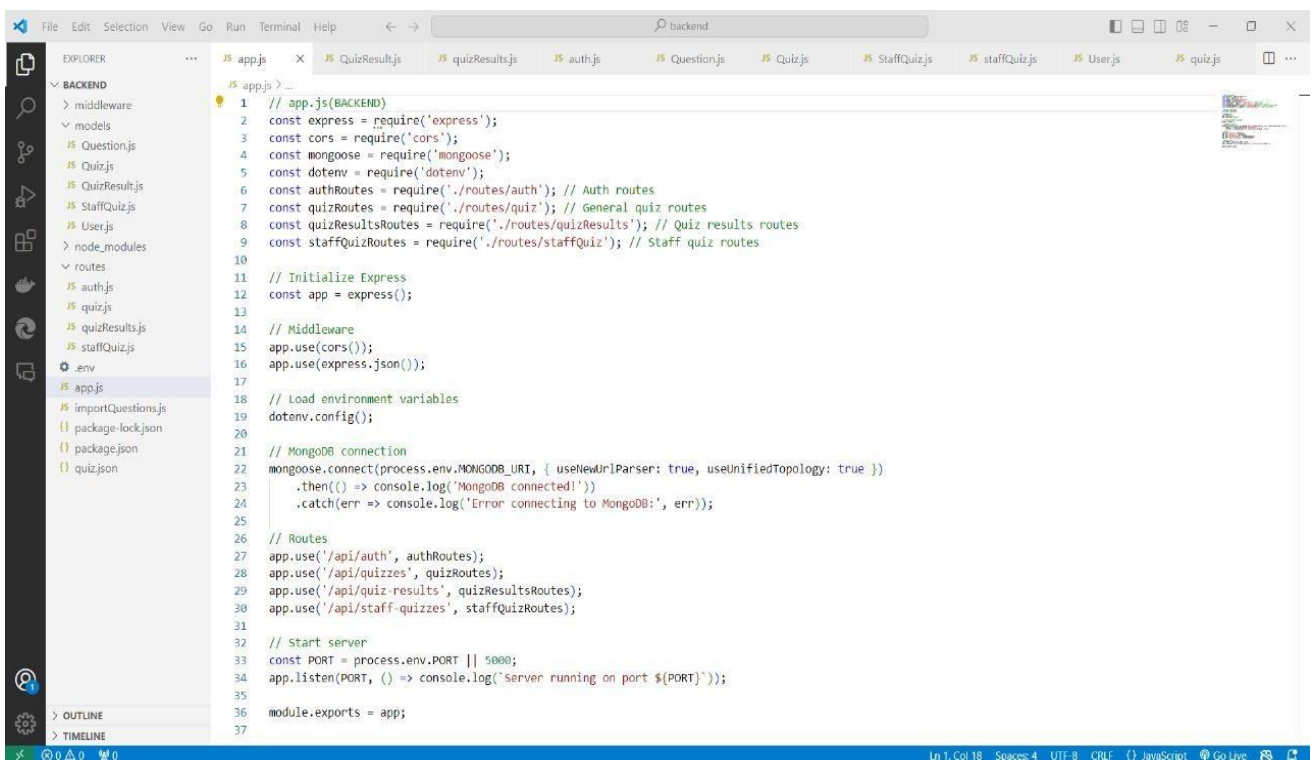 File Edit Selection View Go Run Terminal Help
backend
EXPLORER
app.js
QuizResult.js
quizResults.js
auth.js
Question.js
Quiz.js
StaffQuiz.js
staffQuiz.js
User.js
quiz.js
BACKEND
middleware
models
Question.js
Quiz.js
QuizResult.js
StaffQuiz.js
User.js
node_modules
routes
auth.js
quiz.js
quizResults.js
staffQuiz.js
.env
app.js
importQuestions.js
package-lock.json
package.json
quiz.json
OUTLINE
TIMELINE
JS app.js > ...
1 // app.js(BACKEND)
2 const express = require('express');
3 const cors = require('cors');
4 const mongoose = require('mongoose');
5 const dotenv = require('dotenv');
6 const authRoutes = require('./routes/auth'); // Auth routes
7 const quizRoutes = require('./routes/quiz'); // General quiz routes
8 const quizResultsRoutes = require('./routes/quizResults'); // Quiz results routes
9 const staffQuizRoutes = require('./routes/staffQuiz'); // Staff quiz routes
10
11 // Initialize Express
12 const app = express();
13
14 // Middleware
15 app.use(cors());
16 app.use(express.json());
17
18 // Load environment variables
19 dotenv.config();
20
21 // MongoDB connection
22 mongoose.connect(process.env.MONGODB_URI, { useNewUrlParser: true, useUnifiedTopology: true })
23 .then(() => console.log('MongoDB connected!'))
24 .catch(err => console.log('Error connecting to MongoDB:', err));
25
26 // Routes
27 app.use('/api/auth', authRoutes);
28 app.use('/api/quizzes', quizRoutes);
29 app.use('/api/quiz-results', quizResultsRoutes);
30 app.use('/api/staff-quizzes', staffQuizRoutes);
31
32 // Start server
33 const PORT = process.env.PORT || 5000;
34 app.listen(PORT, () => console.log(`Server running on port ${PORT}`));
35
36 module.exports = app;
37
0 0 0
Ln 1, Col 18 Spaces: 4 UTF-8 CRLF {} JavaScript Go Live